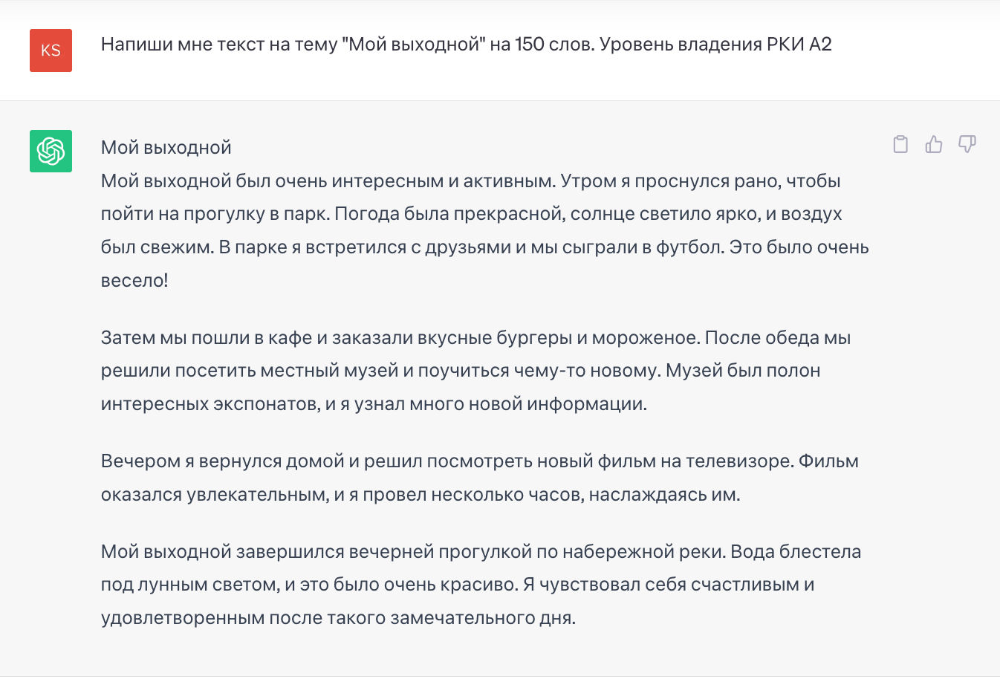 KS
Напиши мне текст на тему "Мой выходной" на 150 слов. Уровень владения РКИ А2
Мой выходной
Мой выходной был очень интересным и активным. Утром я проснулся рано, чтобы
пойти на прогулку в парк. Погода была прекрасной, солнце светило ярко, и воздух
был свежим. В парке я встретился с друзьями и мы сыграли в футбол. Это было очень
весело!
Затем мы пошли в кафе и заказали вкусные бургеры и мороженое. После обеда мы
решили посетить местный музей и поучиться чему-то новому. Музей был полон
интересных экспонатов, и я узнал много новой информации.
Вечером я вернулся домой и решил посмотреть новый фильм на телевизоре. Фильм
оказался увлекательным, и я провел несколько часов, наслаждаясь им.
Мой выходной завершился вечерней прогулкой по набережной реки. Вода блестела
под лунным светом, и это было очень красиво. Я чувствовал себя счастливым и
удовлетворенным после такого замечательного дня.